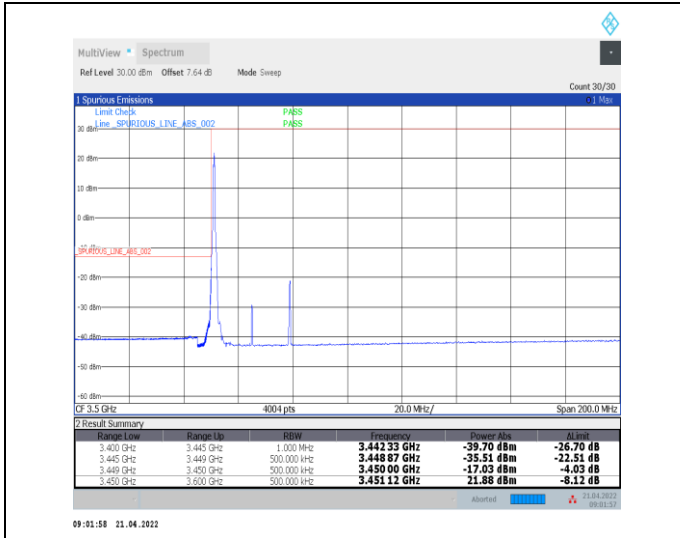 MultiView Spectrum
Ref Level 30.00 dBm Offset 7.64 dB Mode Sweep
Count 30/30
1 Spurious Emissions 1 Max
Limit Check PASS
Line _SPURIOUS_LINE_ABS_002 PASS
30 dBm
20 dBm
10 dBm
0 dBm
-10 dBm
_SPURIOUS_LINE_ABS_002
-20 dBm
-30 dBm
-40 dBm
-50 dBm
-60 dBm
CF 3.5 GHz 4004 pts 20.0 MHz/ Span 200.0 MHz
2 Result Summary
Range Low Range Up RBW Frequency Power Abs ΔLimit
3.400 GHz 3.445 GHz 1.000 MHz 3.442 33 GHz -39.70 dBm -26.70 dB
3.445 GHz 3.449 GHz 500.000 kHz 3.448 87 GHz -35.51 dBm -22.51 dB
3.449 GHz 3.450 GHz 500.000 kHz 3.450 00 GHz -17.03 dBm -4.03 dB
3.450 GHz 3.600 GHz 500.000 kHz 3.451 12 GHz 21.88 dBm -8.12 dB
Aborted 21.04.2022
09:01:57
09:01:58 21.04.2022